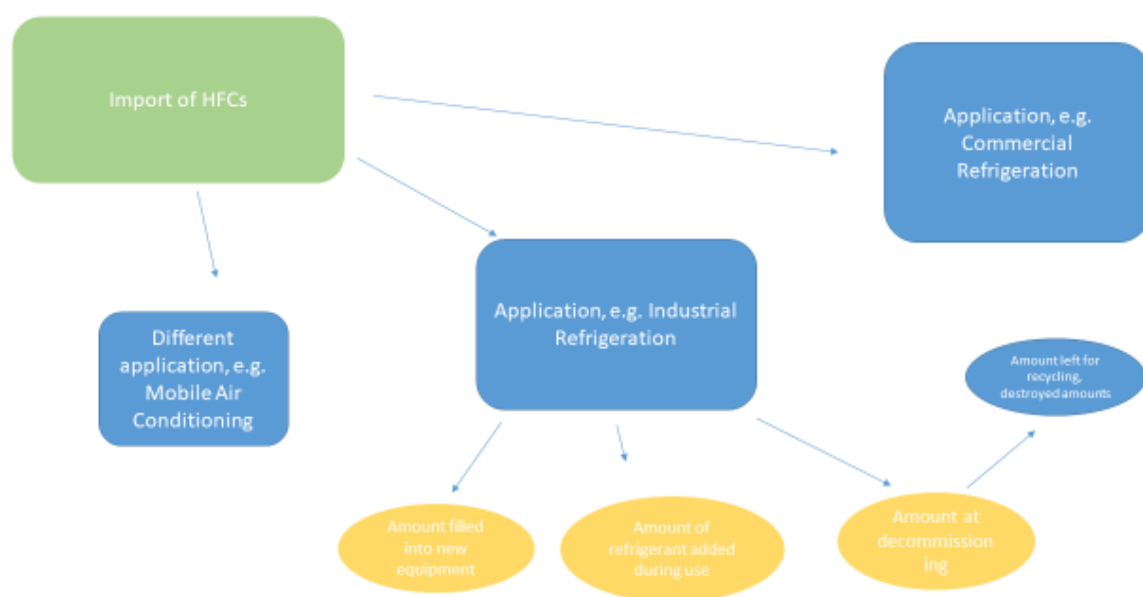 Import of HFCs
Application, e.g.
Commercial
Refrigeration
Application, e.g. Industrial
Refrigeration
Different
application, e.g.
Mobile Air
Conditioning
Amount left for
recycling,
destroyed amounts
Amount filled
into new
equipment
Amount of
refrigerant added
during use
Amount at
decommission
ing